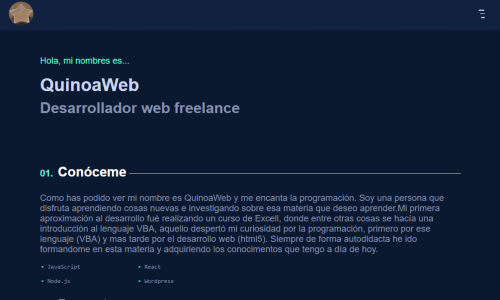 Hola, mi nombres es...
QuinoaWeb
Desarrollador web freelance
01. Conóceme
Como has podido ver mi nombre es QuinoaWeb y me encanta la programación. Soy una persona que
disfruta aprendiendo cosas nuevas e investigando sobre esa materia que deseo aprender.Mi primera
aproximación al desarrollo fué realizando un curso de Excell, donde entre otras cosas se hacía una
introducción al lenguaje VBA, aquello despertó mi curiosidad por la programación, primero por ese
lenguaje (VBA) y mas tarde por el desarrollo web (html5). Siempre de forma autodidacta he ido
formandome en esta materia y adquiriendo los conocimentos que tengo a día de hoy.
• JavaScript • React
• Node.js • Wordpress